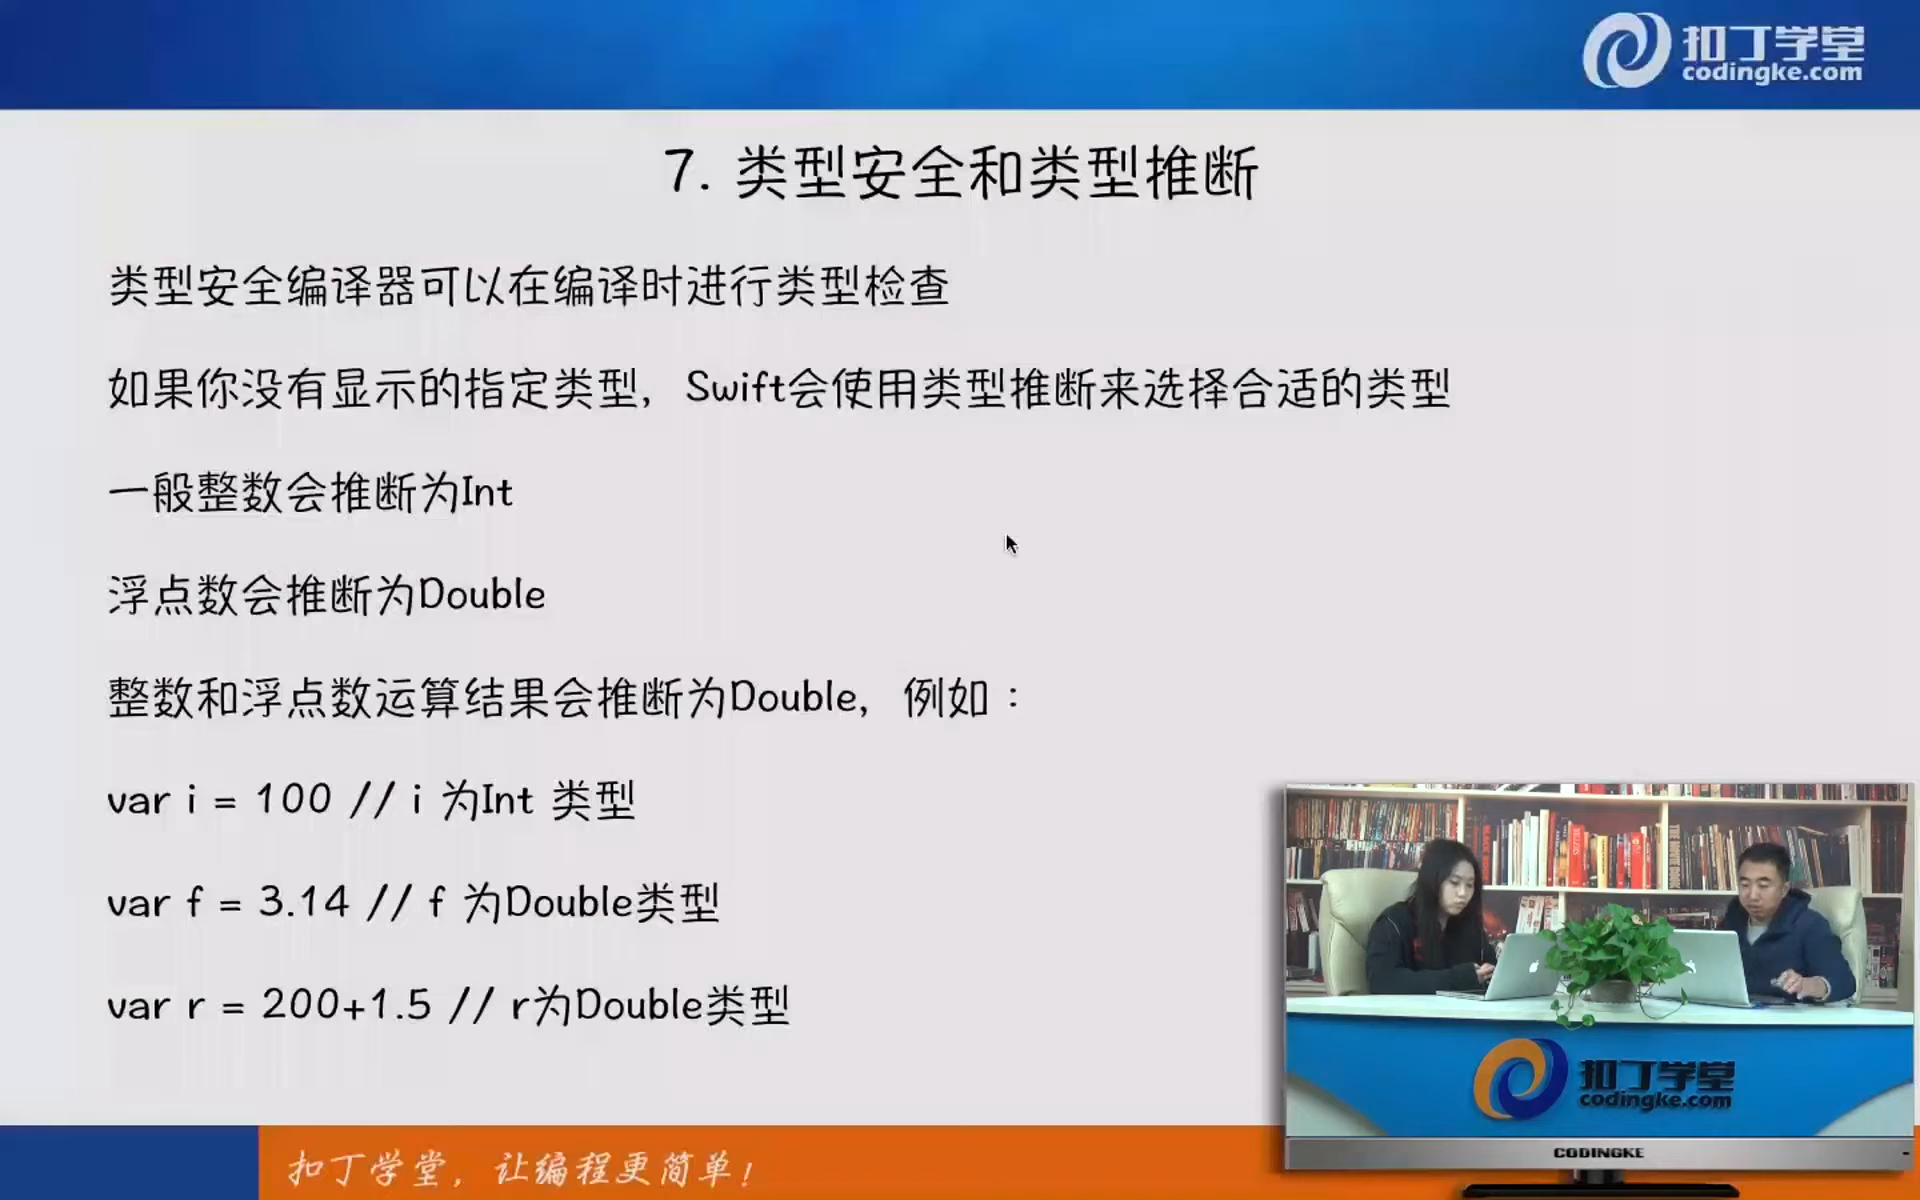 扣丁学堂
codingke.com
7. 类型安全和类型推断
类型安全编译器可以在编译时进行类型检查
如果你没有显示的指定类型，Swift会使用类型推断来选择合适的类型
一般整数会推断为Int
浮点数会推断为Double
整数和浮点数运算结果会推断为Double，例如：
var i = 100 // i 为Int 类型
var f = 3.14 // f 为Double类型
var r = 200+1.5 // r为Double类型
扣丁学堂
codingke.com
CODINGKE
扣丁学堂，让编程更简单！